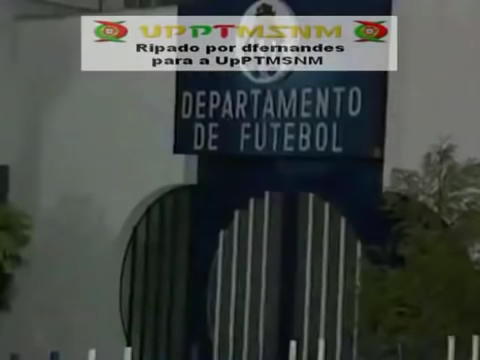 UPPTMSNM
Ripado por dfernandes
para a UpPTMSNM
DEPARTAMENTO
DE FUTEBOL